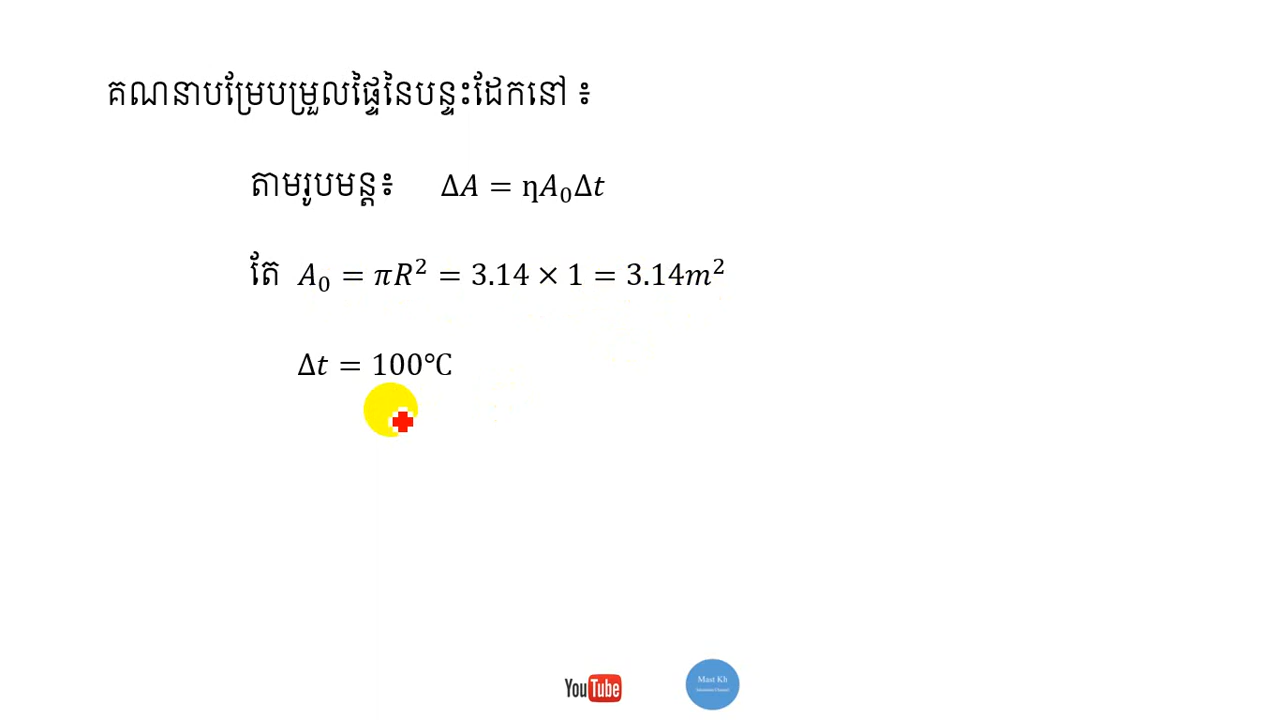 គណនាបម្រែបម្រួលផ្ទៃនៃបន្ទះដែកនៅ ៖
តាមរូបមន្ត៖ ΔA = ηA₀Δt
តែ A₀ = πR² = 3.14 × 1 = 3.14m²
Δt = 100℃
YouTube
Mast Kh